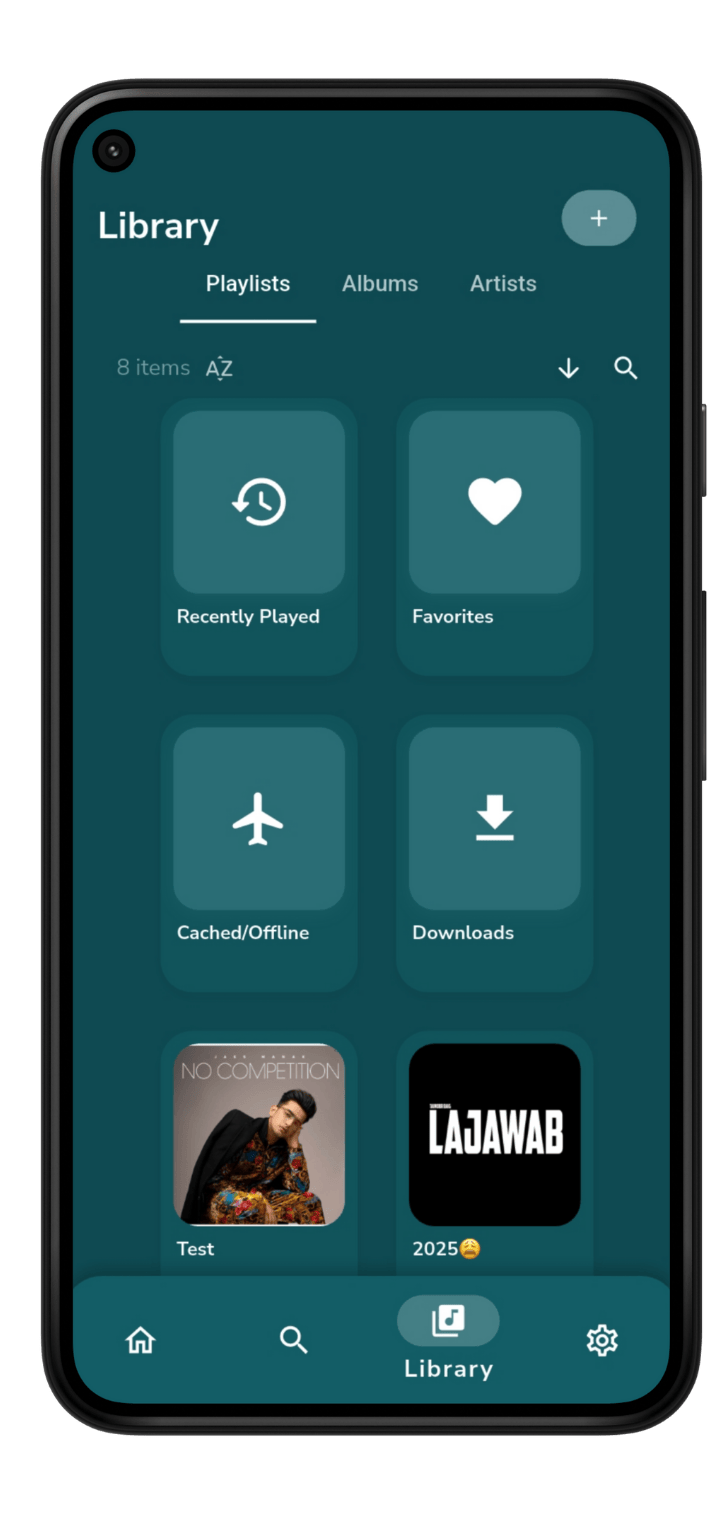 Library
+
Playlists Albums Artists
8 items AZ
Recently Played Favorites
Cached/Offline Downloads
NO COMPETITION
LAJAWAB
Test 2025😩
Library